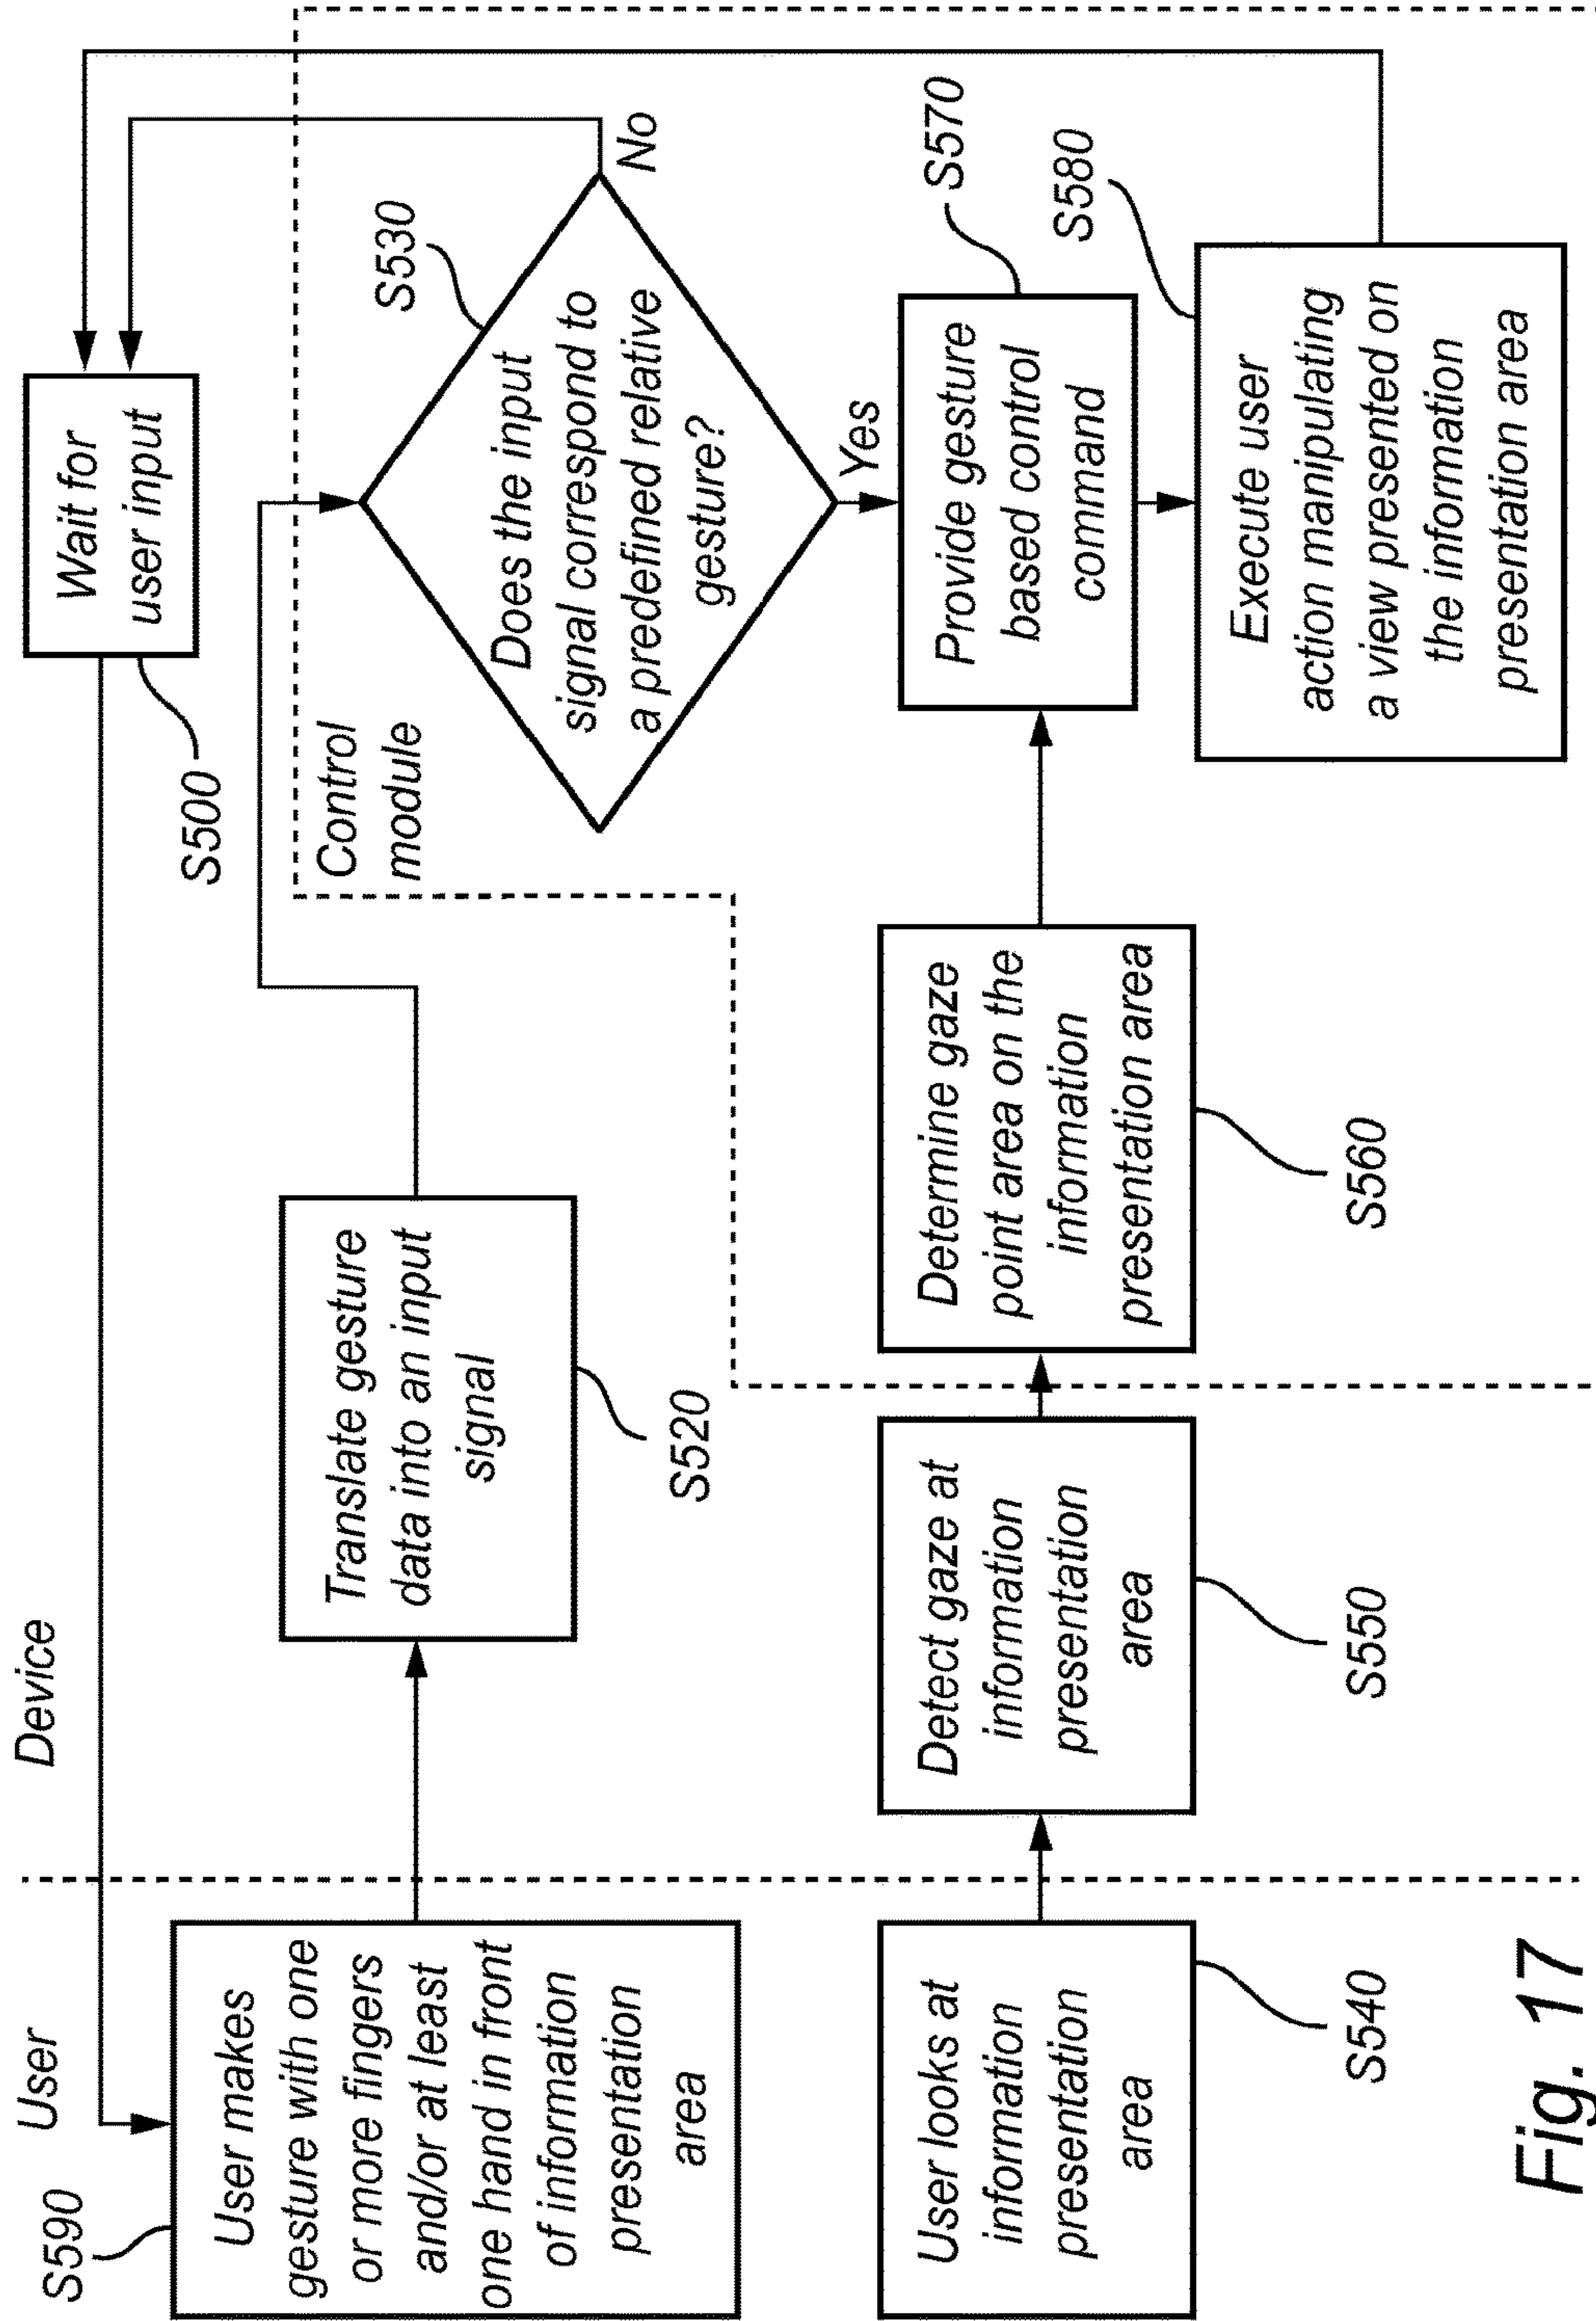 User
Device
S590
User makes
gesture with one
or more fingers
and/or at least
one hand in front
of information
presentation
area
Translate gesture
data into an input
signal
S520
Wait for
user input
S500
Control
module
S530
Does the input
signal correspond to
a predefined relative
gesture?
No
Yes
User looks at
information
presentation
area
S540
Detect gaze at
information
presentation
area
S550
Determine gaze
point area on the
information
presentation area
S560
Provide gesture
based control
command
S570
Execute user
action manipulating
a view presented on
the information
presentation area
S580
Fig. 17